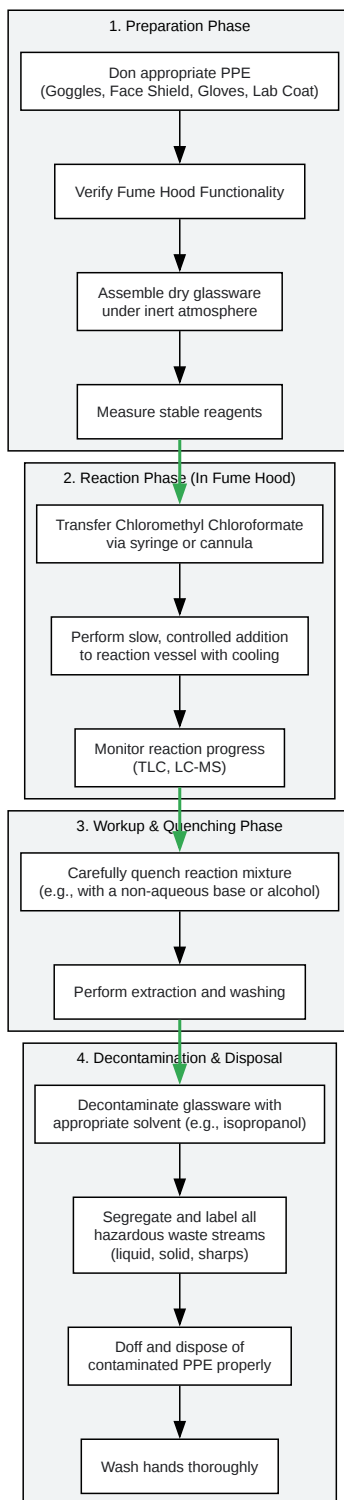 1. Preparation Phase
Don appropriate PPE
(Goggles, Face Shield, Gloves, Lab Coat)
Verify Fume Hood Functionality
Assemble dry glassware
under inert atmosphere
Measure stable reagents
2. Reaction Phase (In Fume Hood)
Transfer Chloromethyl Chloroformate
via syringe or cannula
Perform slow, controlled addition
to reaction vessel with cooling
Monitor reaction progress
(TLC, LC-MS)
3. Workup & Quenching Phase
Carefully quench reaction mixture
(e.g., with a non-aqueous base or alcohol)
Perform extraction and washing
4. Decontamination & Disposal
Decontaminate glassware with
appropriate solvent (e.g., isopropanol)
Segregate and label all
hazardous waste streams
(liquid, solid, sharps)
Doff and dispose of
contaminated PPE properly
Wash hands thoroughly